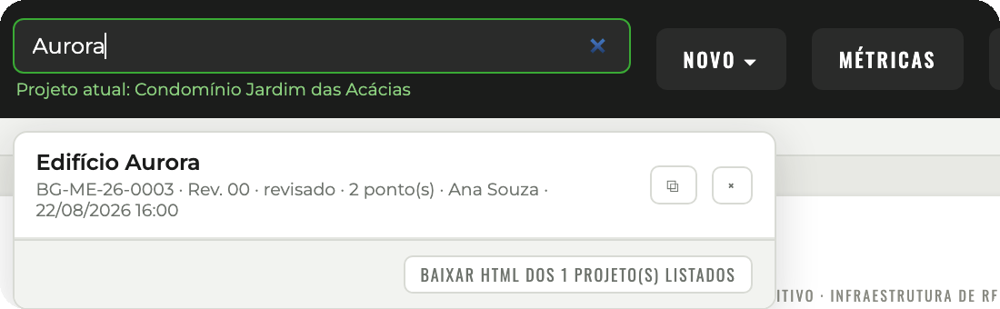 Aurora
NOVO
MÉTRICAS
Projeto atual: Condomínio Jardim das Acácias
Edifício Aurora
BG-ME-26-0003 · Rev. 00 · revisado · 2 ponto(s) · Ana Souza ·
22/08/2026 16:00
BAIXAR HTML DOS 1 PROJETO(S) LISTADOS
ITIVO · INFRAESTRUTURA DE RF